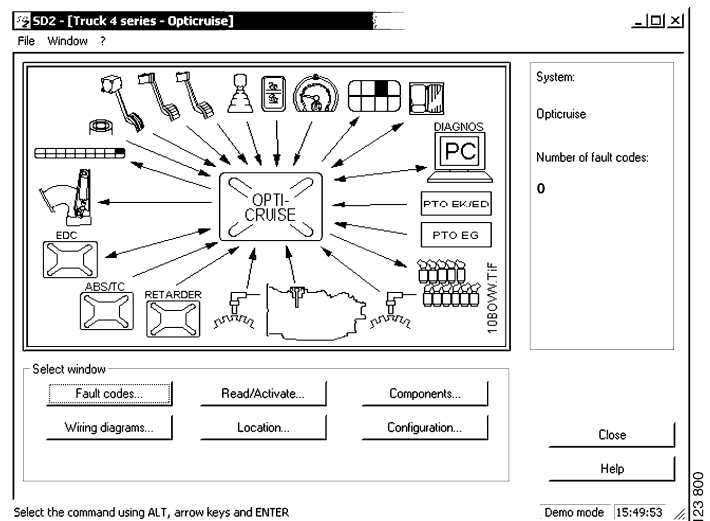 SD2 - [Truck 4 series - Opticruise]
File Window ?
DIAGNOS
PC
OPTI-
CRUISE
PTO EK/ED
PTO EG
EDC
ABS/TC
RETARDER
10BOVW.TiF
System:
Opticruise
Number of fault codes:
0
Select window
Fault codes...
Read/Activate...
Components...
Wiring diagrams...
Location...
Configuration...
Close
Help
Select the command using ALT, arrow keys and ENTER
Demo mode
15:49:53
123 800